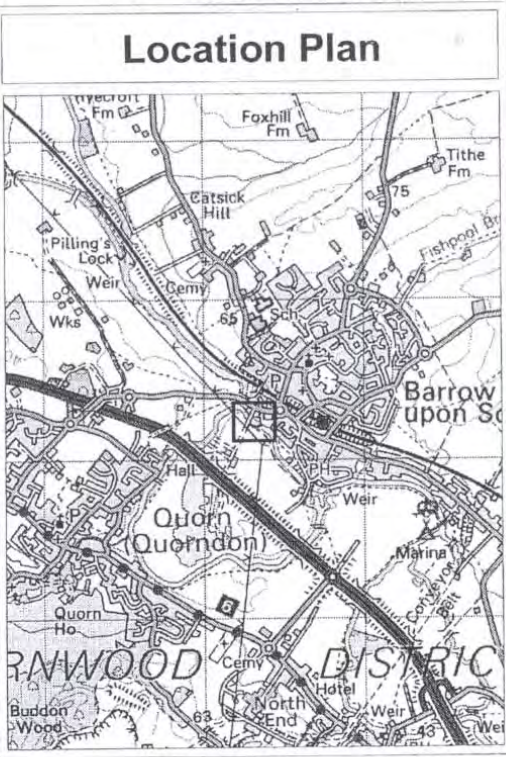 Location Plan
Fm
Foxhill
Fm
Tithe
Fm
75
Catsick
Hill
Fishpool Br
Pilling's
Lock
Weir
Cemy
65
Sch
Wks
P
Barrow
upon So
Hall
PH
Weir
Quorn
(Quorndon)
P
Marina
Conveyor
Belt
6
Quorn
Ho
RNWOOD
DISTRIC
Cemy
Hotel
North
End
Buddon
Wood
63
Weir
43
Wei